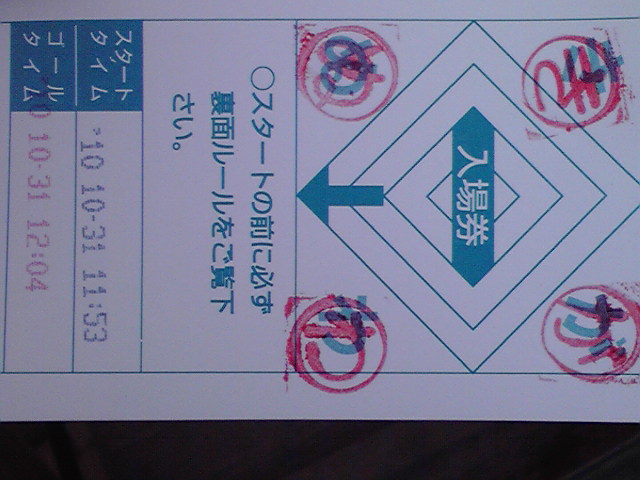 き
が
入場券
○スタートの前に必ず
裏面ルールをご覧下
さい。
スタート
タイム
'10 10-31 11:53
ゴール
タイム
10-31 12:04